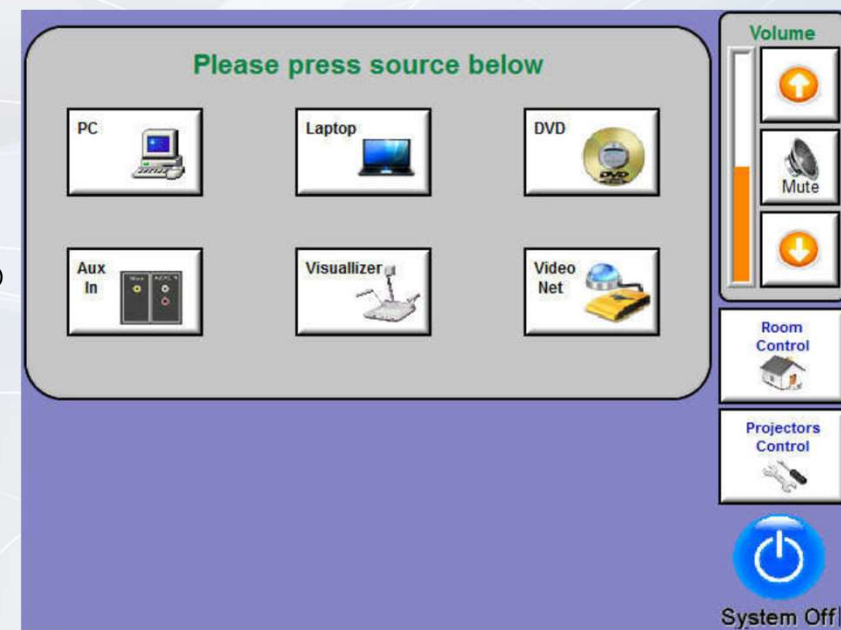 Please press source below
PC
Laptop
DVD
Aux
In
Visuallizer
Video
Net
Volume
Mute
Room
Control
Projectors
Control
System Off
)
DVD